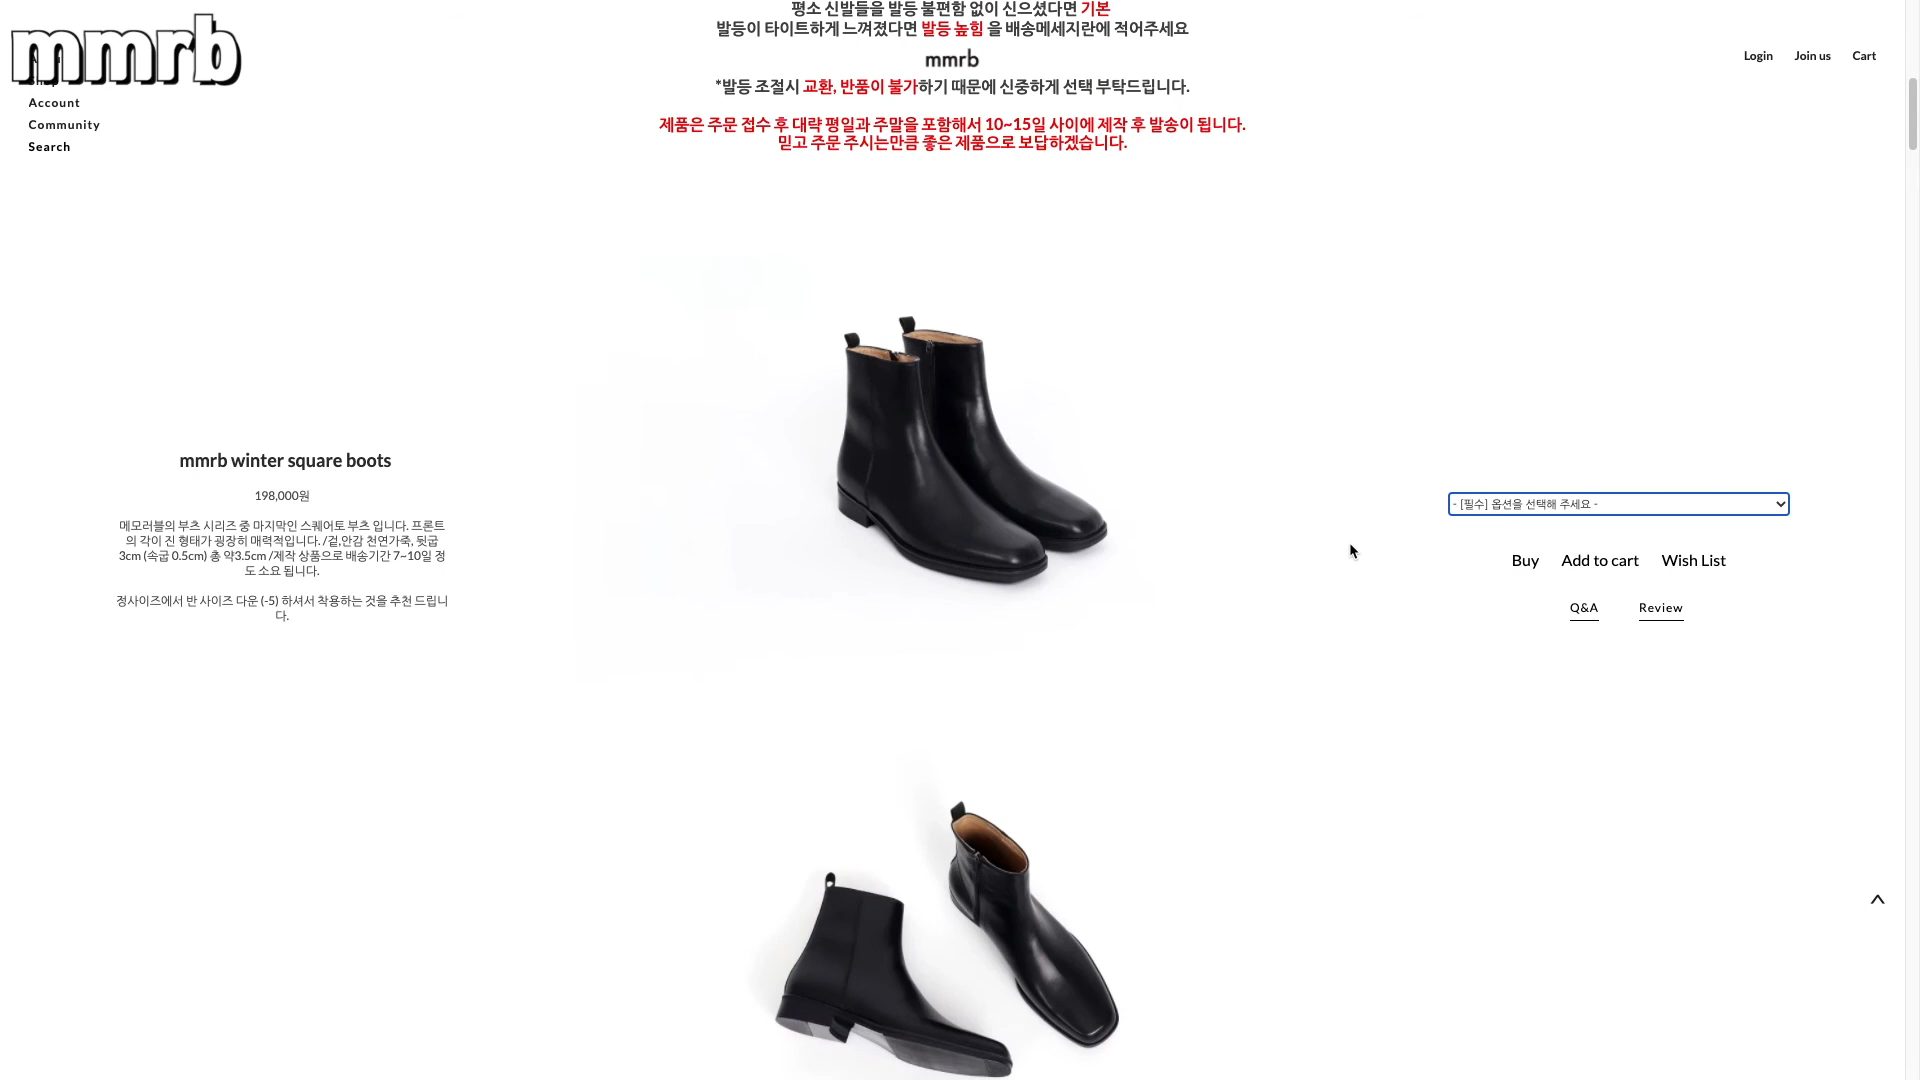 평소 신발들을 발등 불편함 없이 신으셨다면 기본
발등이 타이트하게 느껴졌다면 발등 높힘 을 배송메세지란에 적어주세요
mmrb
mmrb
Login Join us Cart
*발등 조절시 교환, 반품이 불가하기 때문에 신중하게 선택 부탁드립니다.
Account
Community
Search
제품은 주문 접수 후 대략 평일과 주말을 포함해서 10~15일 사이에 제작 후 발송이 됩니다.
믿고 주문 주시는만큼 좋은 제품으로 보답하겠습니다.
mmrb winter square boots
198,000원
메모러블의 부츠 시리즈 중 마지막인 스퀘어토 부츠 입니다. 프론트
의 각이 진 형태가 굉장히 매력적입니다. /겉,안감 천연가죽, 뒷굽
3cm (속굽 0.5cm) 총 약3.5cm /제작 상품으로 배송기간 7~10일 정
도 소요 됩니다.
정사이즈에서 반 사이즈 다운 (-5) 하셔서 착용하는 것을 추천 드립니
다.
- [필수] 옵션을 선택해 주세요 -
Buy Add to cart Wish List
Q&A Review